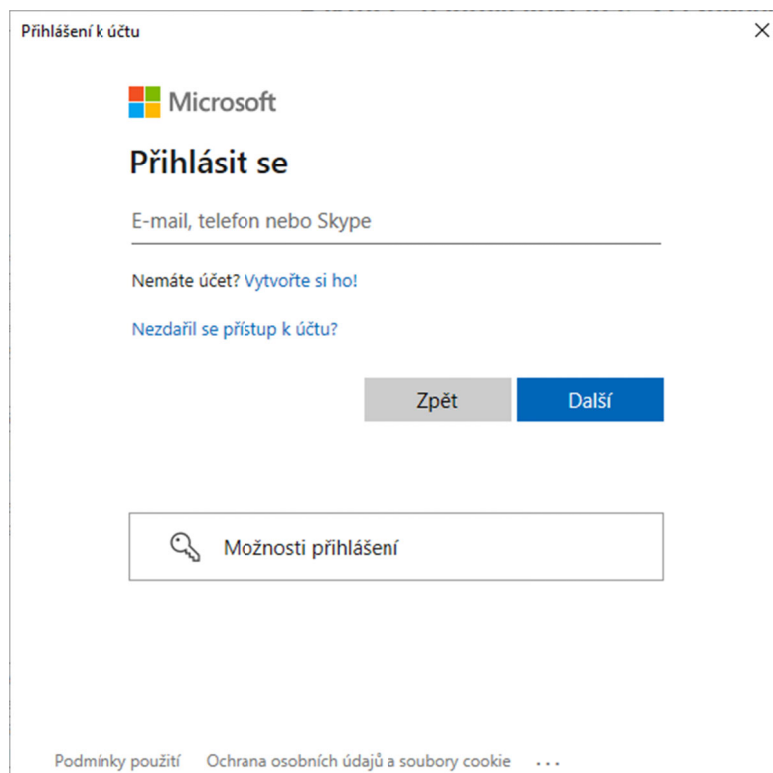 Přihlášení k účtu
Microsoft
Přihlásit se
E-mail, telefon nebo Skype
Nemáte účet? Vytvořte si ho!
Nezdařil se přístup k účtu?
Zpět Další
Možnosti přihlášení
Podmínky použití Ochrana osobních údajů a soubory cookie ...